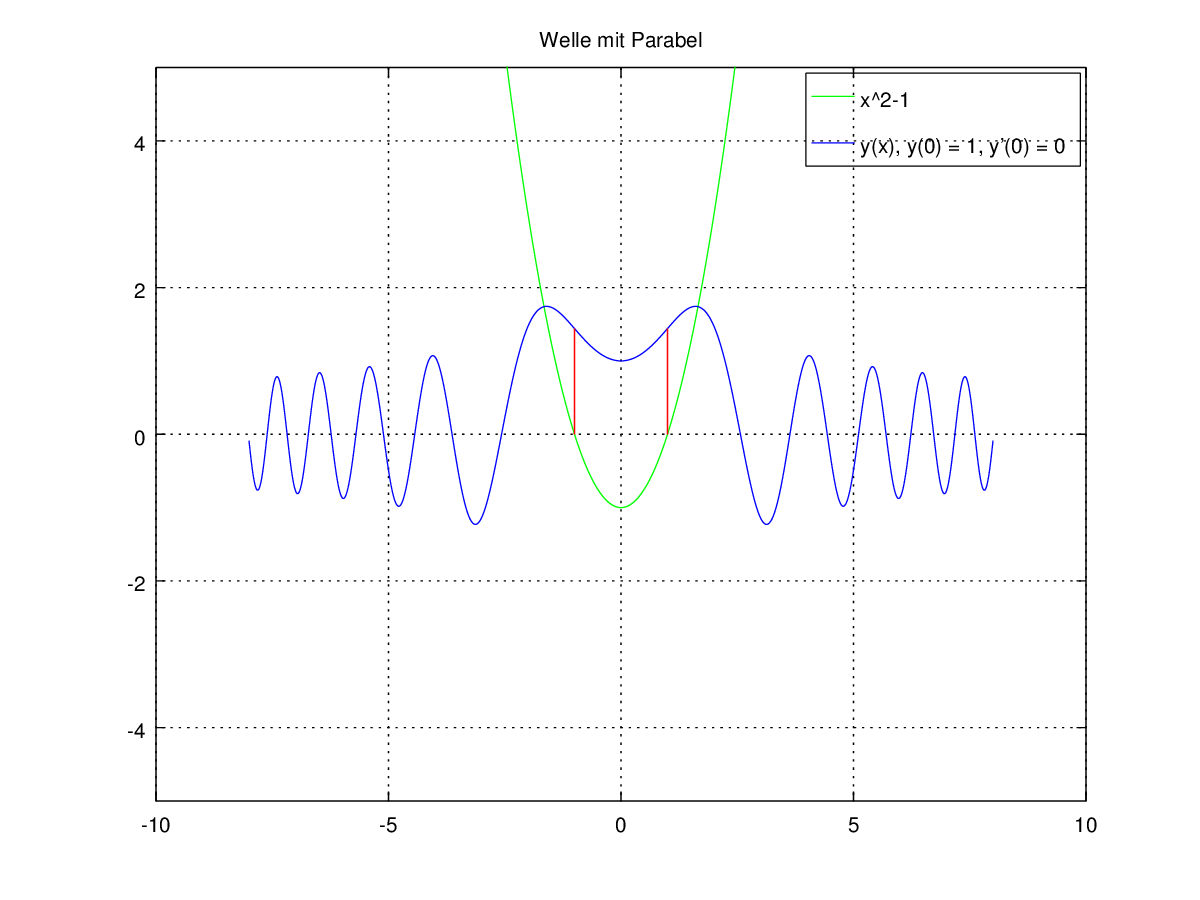 Welle mit Parabel
x^2-1
y(x), y(0) = 1, y'(0) = 0
4
2
0
-2
-4
-10 -5 0 5 10